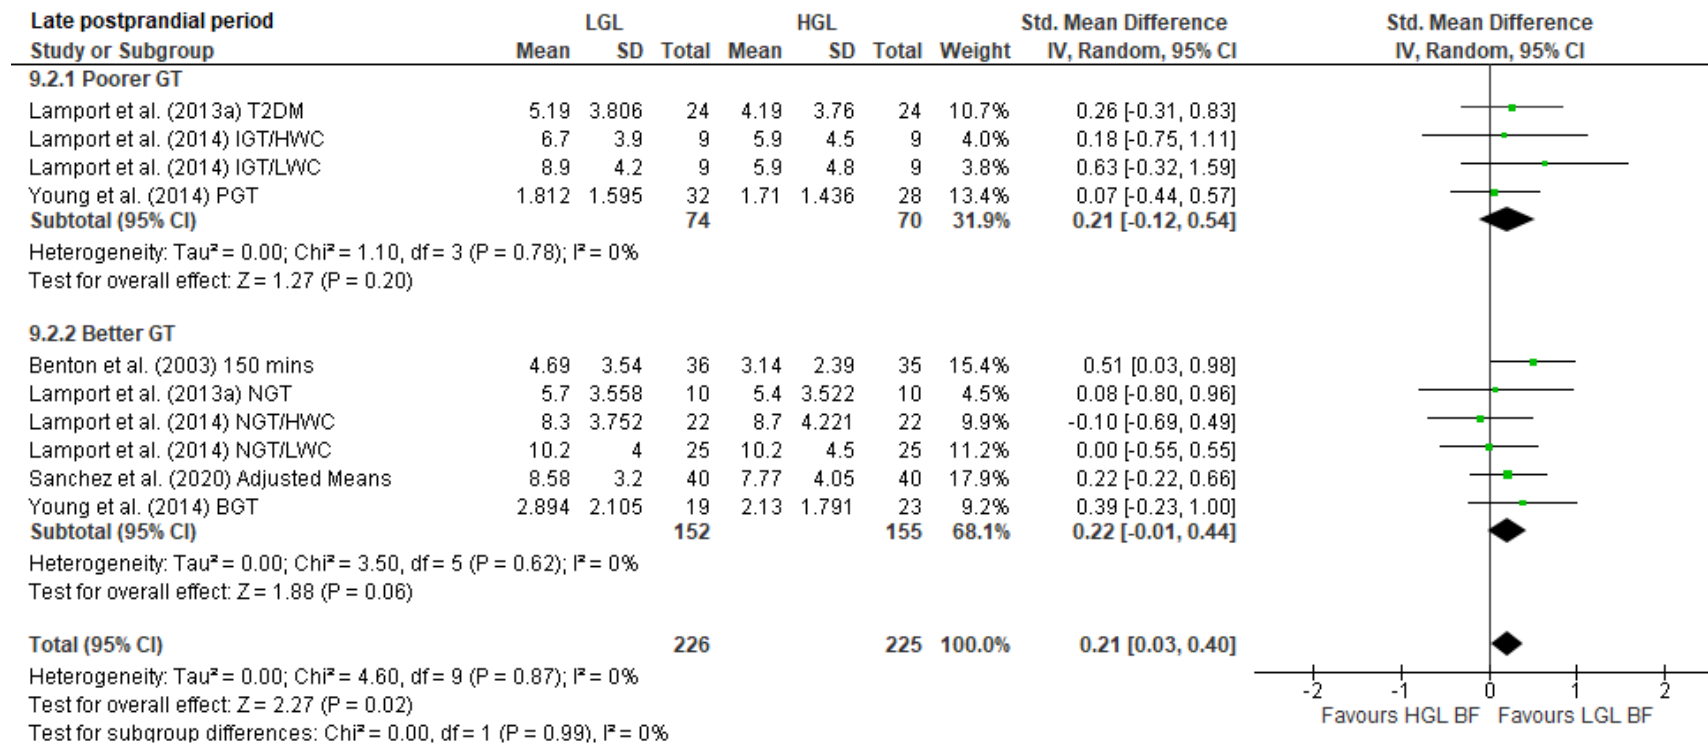 Late postprandial period LGL HGL Std. Mean Difference Std. Mean Difference
Study or Subgroup Mean SD Total Mean SD Total Weight IV, Random, 95% CI IV, Random, 95% CI
9.2.1 Poorer GT
Lamport et al. (2013a) T2DM 5.19 3.806 24 4.19 3.76 24 10.7% 0.26 [-0.31, 0.83]
Lamport et al. (2014) IGT/HWC 6.7 3.9 9 5.9 4.5 9 4.0% 0.18 [-0.75, 1.11]
Lamport et al. (2014) IGT/LWC 8.9 4.2 9 5.9 4.8 9 3.8% 0.63 [-0.32, 1.59]
Young et al. (2014) PGT 1.812 1.595 32 1.71 1.436 28 13.4% 0.07 [-0.44, 0.57]
Subtotal (95% CI) 74 70 31.9% 0.21 [-0.12, 0.54]
Heterogeneity: Tau² = 0.00; Chi² = 1.10, df = 3 (P = 0.78); I² = 0%
Test for overall effect: Z = 1.27 (P = 0.20)
9.2.2 Better GT
Benton et al. (2003) 150 mins 4.69 3.54 36 3.14 2.39 35 15.4% 0.51 [0.03, 0.98]
Lamport et al. (2013a) NGT 5.7 3.558 10 5.4 3.522 10 4.5% 0.08 [-0.80, 0.96]
Lamport et al. (2014) NGT/HWC 8.3 3.752 22 8.7 4.221 22 9.9% -0.10 [-0.69, 0.49]
Lamport et al. (2014) NGT/LWC 10.2 4 25 10.2 4.5 25 11.2% 0.00 [-0.55, 0.55]
Sanchez et al. (2020) Adjusted Means 8.58 3.2 40 7.77 4.05 40 17.9% 0.22 [-0.22, 0.66]
Young et al. (2014) BGT 2.894 2.105 19 2.13 1.791 23 9.2% 0.39 [-0.23, 1.00]
Subtotal (95% CI) 152 155 68.1% 0.22 [-0.01, 0.44]
Heterogeneity: Tau² = 0.00; Chi² = 3.50, df = 5 (P = 0.62); I² = 0%
Test for overall effect: Z = 1.88 (P = 0.06)
Total (95% CI) 226 225 100.0% 0.21 [0.03, 0.40]
Heterogeneity: Tau² = 0.00; Chi² = 4.60, df = 9 (P = 0.87); I² = 0%
-2 -1 0 1 2
Test for overall effect: Z = 2.27 (P = 0.02)
Favours HGL BF Favours LGL BF
Test for subgroup differences: Chi² = 0.00, df = 1 (P = 0.99), I² = 0%